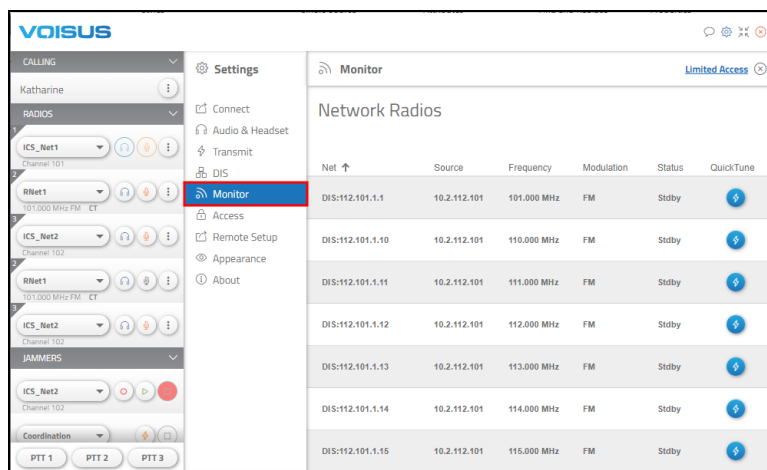 VOISUS
CALLING
Katharine
RADIOS
1
ICS_Net1
Channel 101
2
RNet1
101.000 MHz FM CT
3
ICS_Net2
Channel 102
2
RNet1
101.000 MHz FM CT
3
ICS_Net2
Channel 102
JAMMERS
ICS_Net2
Channel 102
Coordination
PTT 1 PTT 2 PTT 3
Settings
Connect
Audio & Headset
Transmit
DIS
Monitor
Access
Remote Setup
Appearance
About
Monitor Limited Access
Network Radios
Net Source Frequency Modulation Status QuickTune
DIS:112.101.1.1 10.2.112.101 101.000 MHz FM Stdby
DIS:112.101.1.10 10.2.112.101 110.000 MHz FM Stdby
DIS:112.101.1.11 10.2.112.101 111.000 MHz FM Stdby
DIS:112.101.1.12 10.2.112.101 112.000 MHz FM Stdby
DIS:112.101.1.13 10.2.112.101 113.000 MHz FM Stdby
DIS:112.101.1.14 10.2.112.101 114.000 MHz FM Stdby
DIS:112.101.1.15 10.2.112.101 115.000 MHz FM Stdby